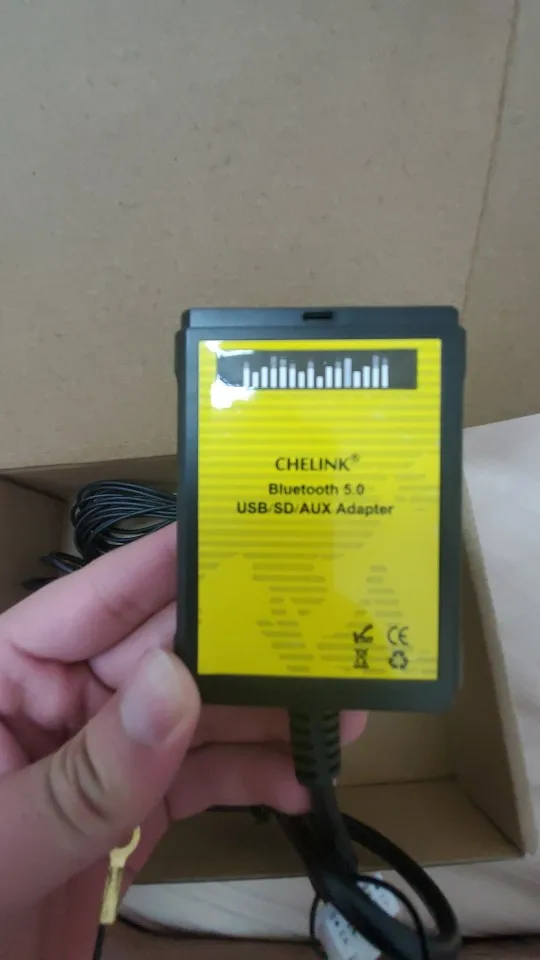 CHELINK®
Bluetooth 5.0
USB/SD/AUX Adapter
CE